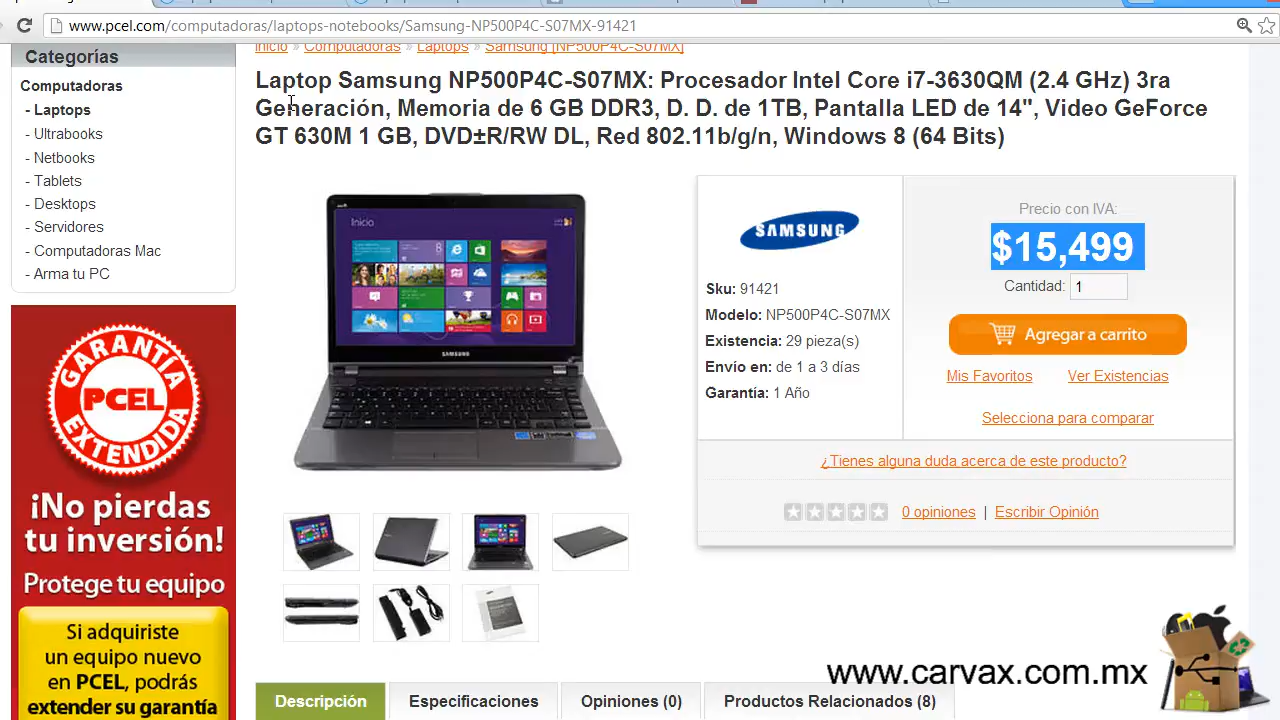 www.pcel.com/computadoras/laptops-notebooks/Samsung-NP500P4C-S07MX-91421
Categorías
Computadoras
- Laptops
- Ultrabooks
- Netbooks
- Tablets
- Desktops
- Servidores
- Computadoras Mac
- Arma tu PC
GARANTÍA
PCEL
EXTENDIDA
¡No pierdas
tu inversión!
Protege tu equipo
Si adquiriste
un equipo nuevo
en PCEL, podrás
extender su garantía
Inicio » Computadoras » Laptops » Samsung [NP500P4C-S07MX]
Laptop Samsung NP500P4C-S07MX: Procesador Intel Core i7-3630QM (2.4 GHz) 3ra
Generación, Memoria de 6 GB DDR3, D. D. de 1TB, Pantalla LED de 14", Video GeForce
GT 630M 1 GB, DVD±R/RW DL, Red 802.11b/g/n, Windows 8 (64 Bits)
Inicio
SAMSUNG
SAMSUNG
Sku: 91421
Modelo: NP500P4C-S07MX
Existencia: 29 pieza(s)
Envío en: de 1 a 3 días
Garantía: 1 Año
Precio con IVA:
$15,499
Cantidad: 1
Agregar a carrito
Mis Favoritos Ver Existencias
Selecciona para comparar
¿Tienes alguna duda acerca de este producto?
0 opiniones | Escribir Opinión
www.carvax.com.mx
Descripción Especificaciones Opiniones (0) Productos Relacionados (8)